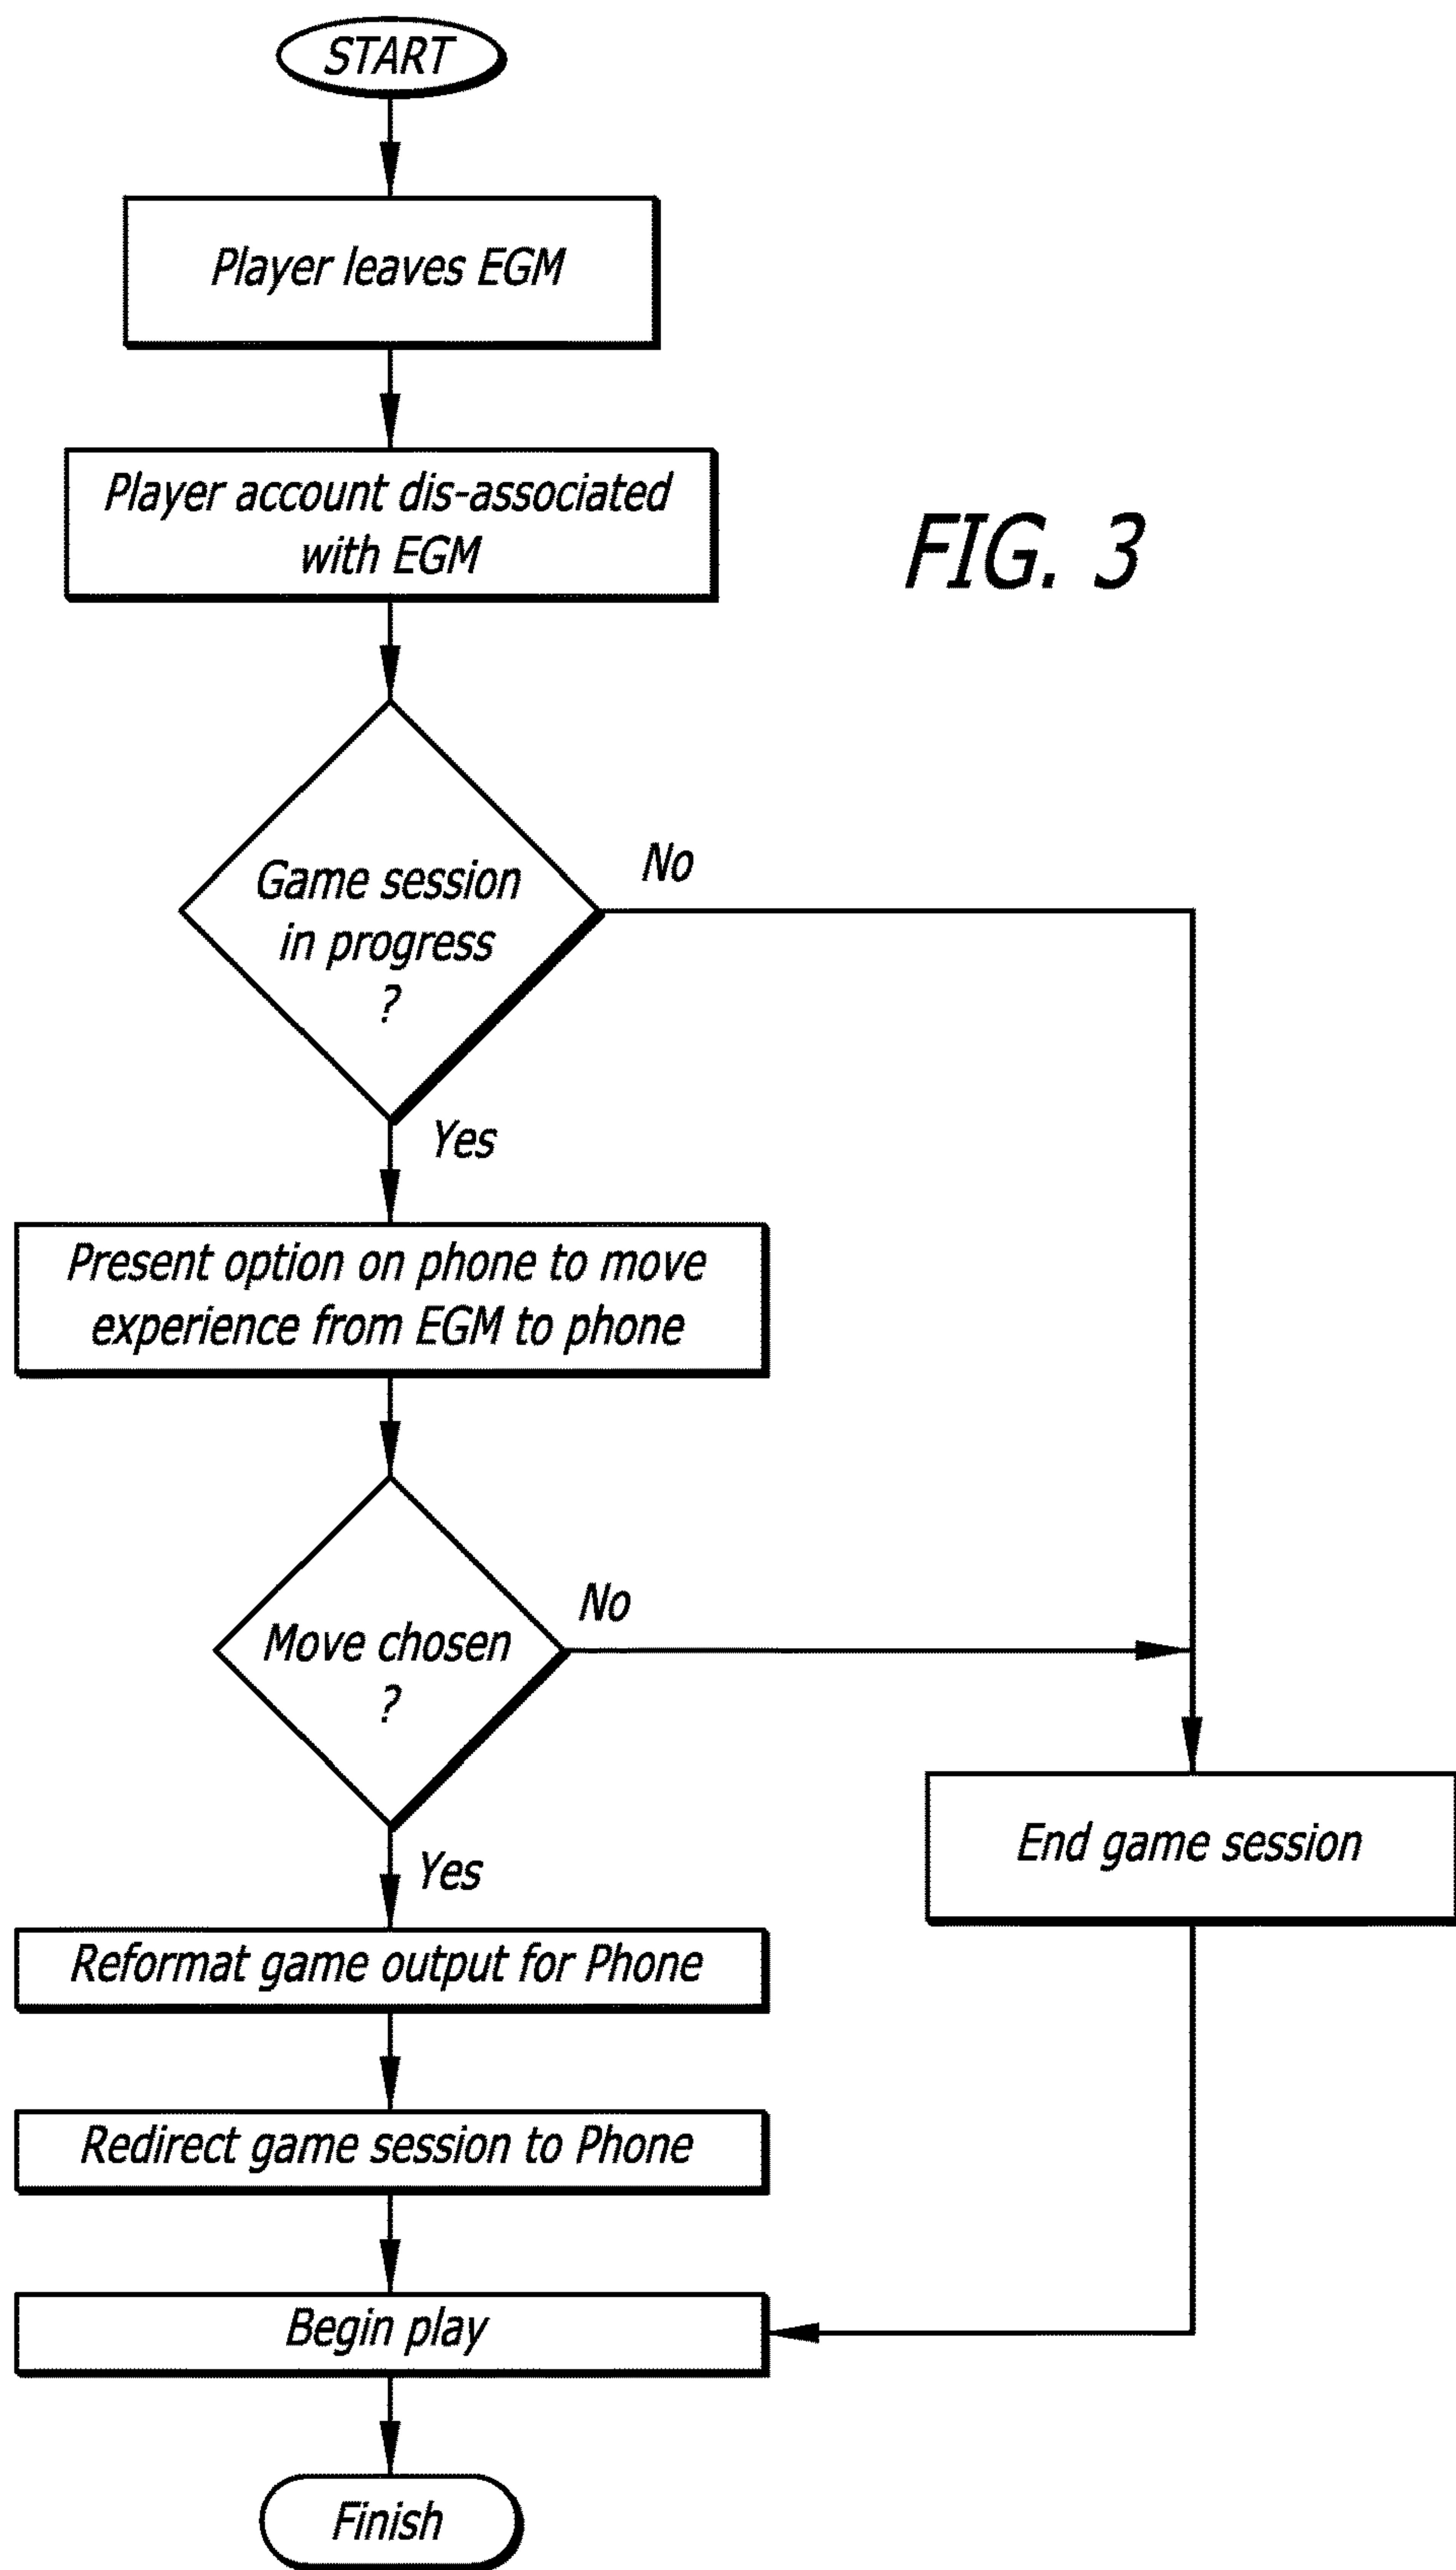 START
Player leaves EGM
Player account dis-associated
with EGM
FIG. 3
Game session
in progress
?
No
Yes
Present option on phone to move
experience from EGM to phone
Move chosen
?
No
Yes
End game session
Reformat game output for Phone
Redirect game session to Phone
Begin play
Finish